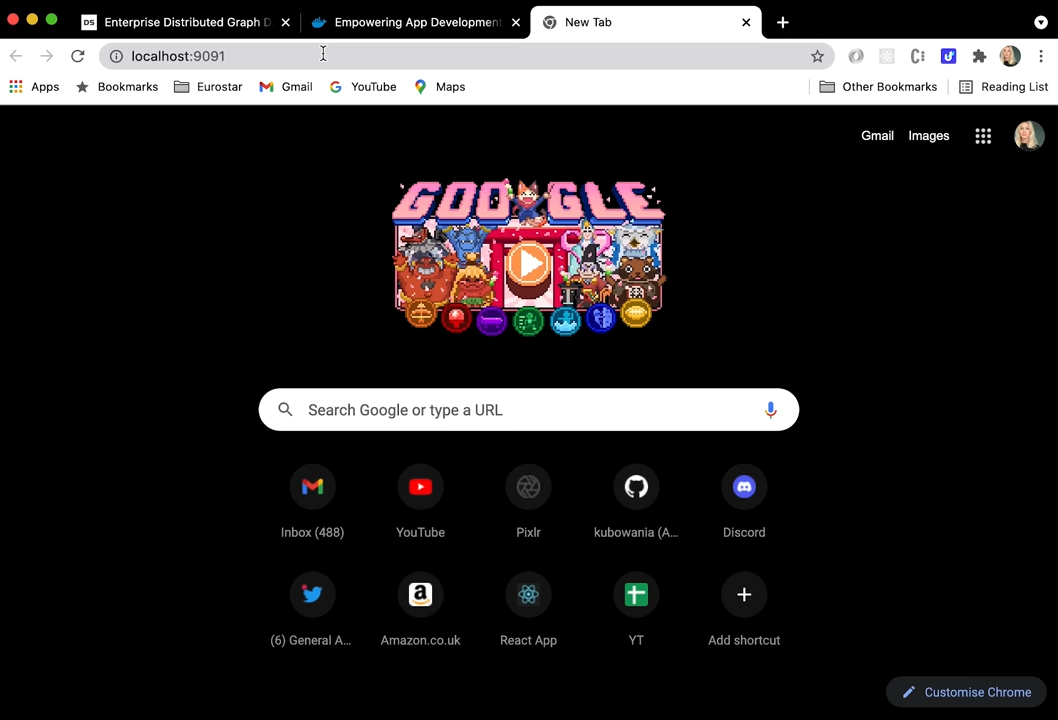 Enterprise Distributed Graph D
Empowering App Development
New Tab
localhost:9091
Apps
Bookmarks
Eurostar
Gmail
YouTube
Maps
Other Bookmarks
Reading List
Gmail
Images
GOOGLE
Search Google or type a URL
Inbox (488)
YouTube
Pixlr
kubowania (A...
Discord
(6) General A...
Amazon.co.uk
React App
YT
Add shortcut
Customise Chrome